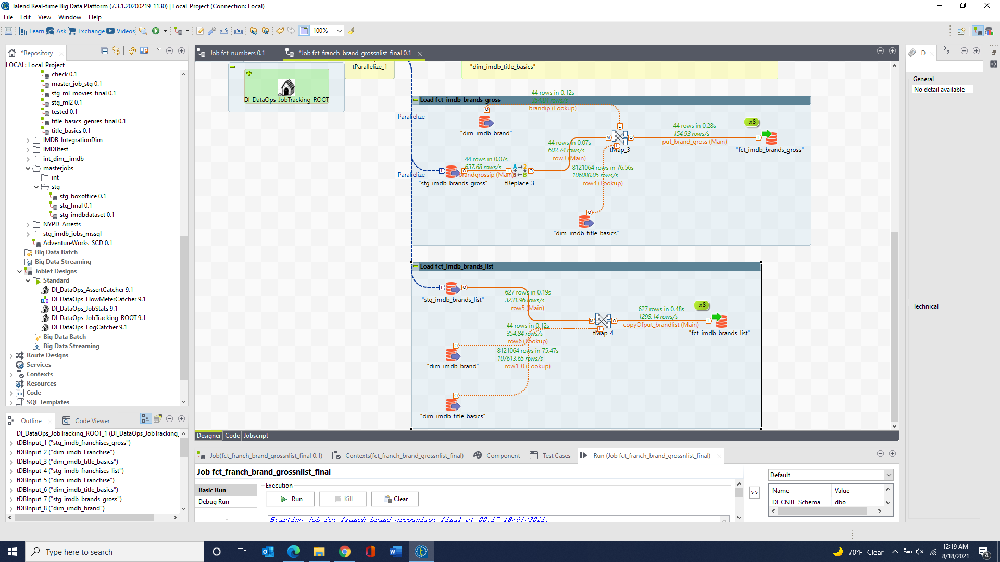 Talend Real-time Big Data Platform (7.3.1.20200219_1130) | Local_Project (Connection: Local)
File Edit View Window Help
Learn Ask Exchange Videos 100%
*Repository
LOCAL: Local_Project
check 0.1
master_job_stg 0.1
stg_ml_movies_final 0.1
stg_ml2 0.1
tested 0.1
title_basics_genres_final 0.1
title_basics 0.1
IMDB_IntegrationDim
IMDBtest
int_dim__imdb
masterjobs
int
stg
stg_boxoffice 0.1
stg_final 0.1
stg_imdbdataset 0.1
NYPD_Arrests
stg_imdb_jobs_mssql
AdventureWorks_SCD 0.1
Big Data Batch
Big Data Streaming
Joblet Designs
Standard
DI_DataOps_AssertCatcher 9.1
DI_DataOps_FlowMeterCatcher 9.1
DI_DataOps_JobStats 9.1
DI_DataOps_JobTracking_ROOT 9.1
DI_DataOps_LogCatcher 9.1
Big Data Batch
Big Data Streaming
Route Designs
Services
Contexts
Resources
Code
SQL Templates
Outline Code Viewer
DI_DataOps_JobTracking_ROOT_1 (DI_DataOps_JobTracking_
tDBInput_1 ("stg_imdb_franchises_gross")
tDBInput_2 ("dim_imdb_Franchise")
tDBInput_3 ("dim_imdb_title_basics")
tDBInput_4 ("stg_imdb_franchises_list")
tDBInput_5 ("dim_imdb_Franchise")
tDBInput_6 ("dim_imdb_title_basics")
tDBInput_7 ("stg_imdb_brands_gross")
tDBInput_8 ("dim_imdb_brand")
Job fct_numbers 0.1
*Job fct_franch_brand_grossnlist_final 0.1
tParallelize_1
"dim_imdb_title_basics"
DI_DataOps_JobTracking_ROOT
Load fct_imdb_brands_gross
44 rows in 0.12s
354.84 rows/s
brandip (Lookup)
Parallelize
"dim_imdb_brand"
44 rows in 0.07s
602.74 rows/s
row3 (Main)
tMap_3
44 rows in 0.28s
154.93 rows/s
put_brand_gross (Main)
x8
"fct_imdb_brands_gross"
44 rows in 0.07s
637.68 rows/s
brandgrossip (Main)
Parallelize
"stg_imdb_brands_gross"
tReplace_3
8121064 rows in 76.56s
106080.05 rows/s
row4 (Lookup)
"dim_imdb_title_basics"
Load fct_imdb_brands_list
"stg_imdb_brands_list"
627 rows in 0.19s
3231.96 rows/s
row5 (Main)
tMap_4
627 rows in 0.48s
1298.14 rows/s
copyOfput_brandlist (Main)
x8
"fct_imdb_brands_list"
44 rows in 0.12s
354.84 rows/s
row6 (Lookup)
"dim_imdb_brand"
8121064 rows in 75.47s
107613.65 rows/s
row1_0 (Lookup)
"dim_imdb_title_basics"
Designer Code Jobscript
Job(fct_franch_brand_grossnlist_final 0.1) Contexts(fct_franch_brand_grossnlist_final) Component Test Cases Run (Job fct_franch_brand_grossnlist_final)
Job fct_franch_brand_grossnlist_final
Basic Run
Debug Run
Execution
Run Kill Clear
Starting job fct_franch_brand_grossnlist_final at 00:17 18/08/2021.
>>
Default
Name Value
DI_CNTL_Schema dbo
D
2
General
No detail available
Technical
Type here to search
70°F Clear
12:19 AM
8/18/2021
4